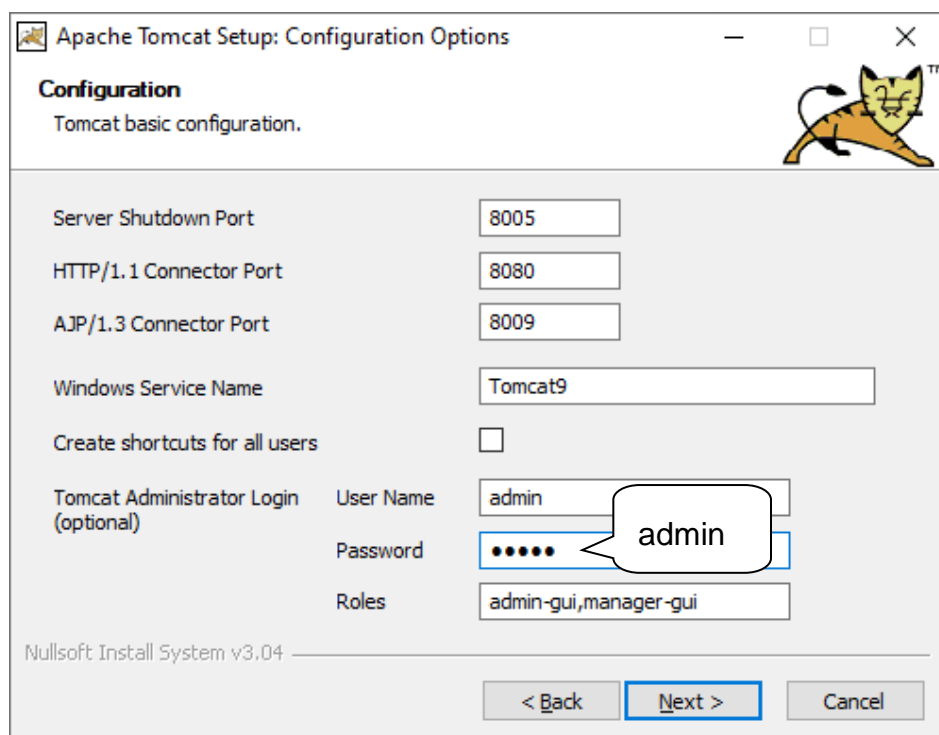 Apache Tomcat Setup: Configuration Options
Configuration
Tomcat basic configuration.
TM
Server Shutdown Port 8005
HTTP/1.1 Connector Port 8080
AJP/1.3 Connector Port 8009
Windows Service Name Tomcat9
Create shortcuts for all users
Tomcat Administrator Login User Name admin
(optional)
Password ••••• admin
Roles admin-gui,manager-gui
Nullsoft Install System v3.04
< Back Next > Cancel